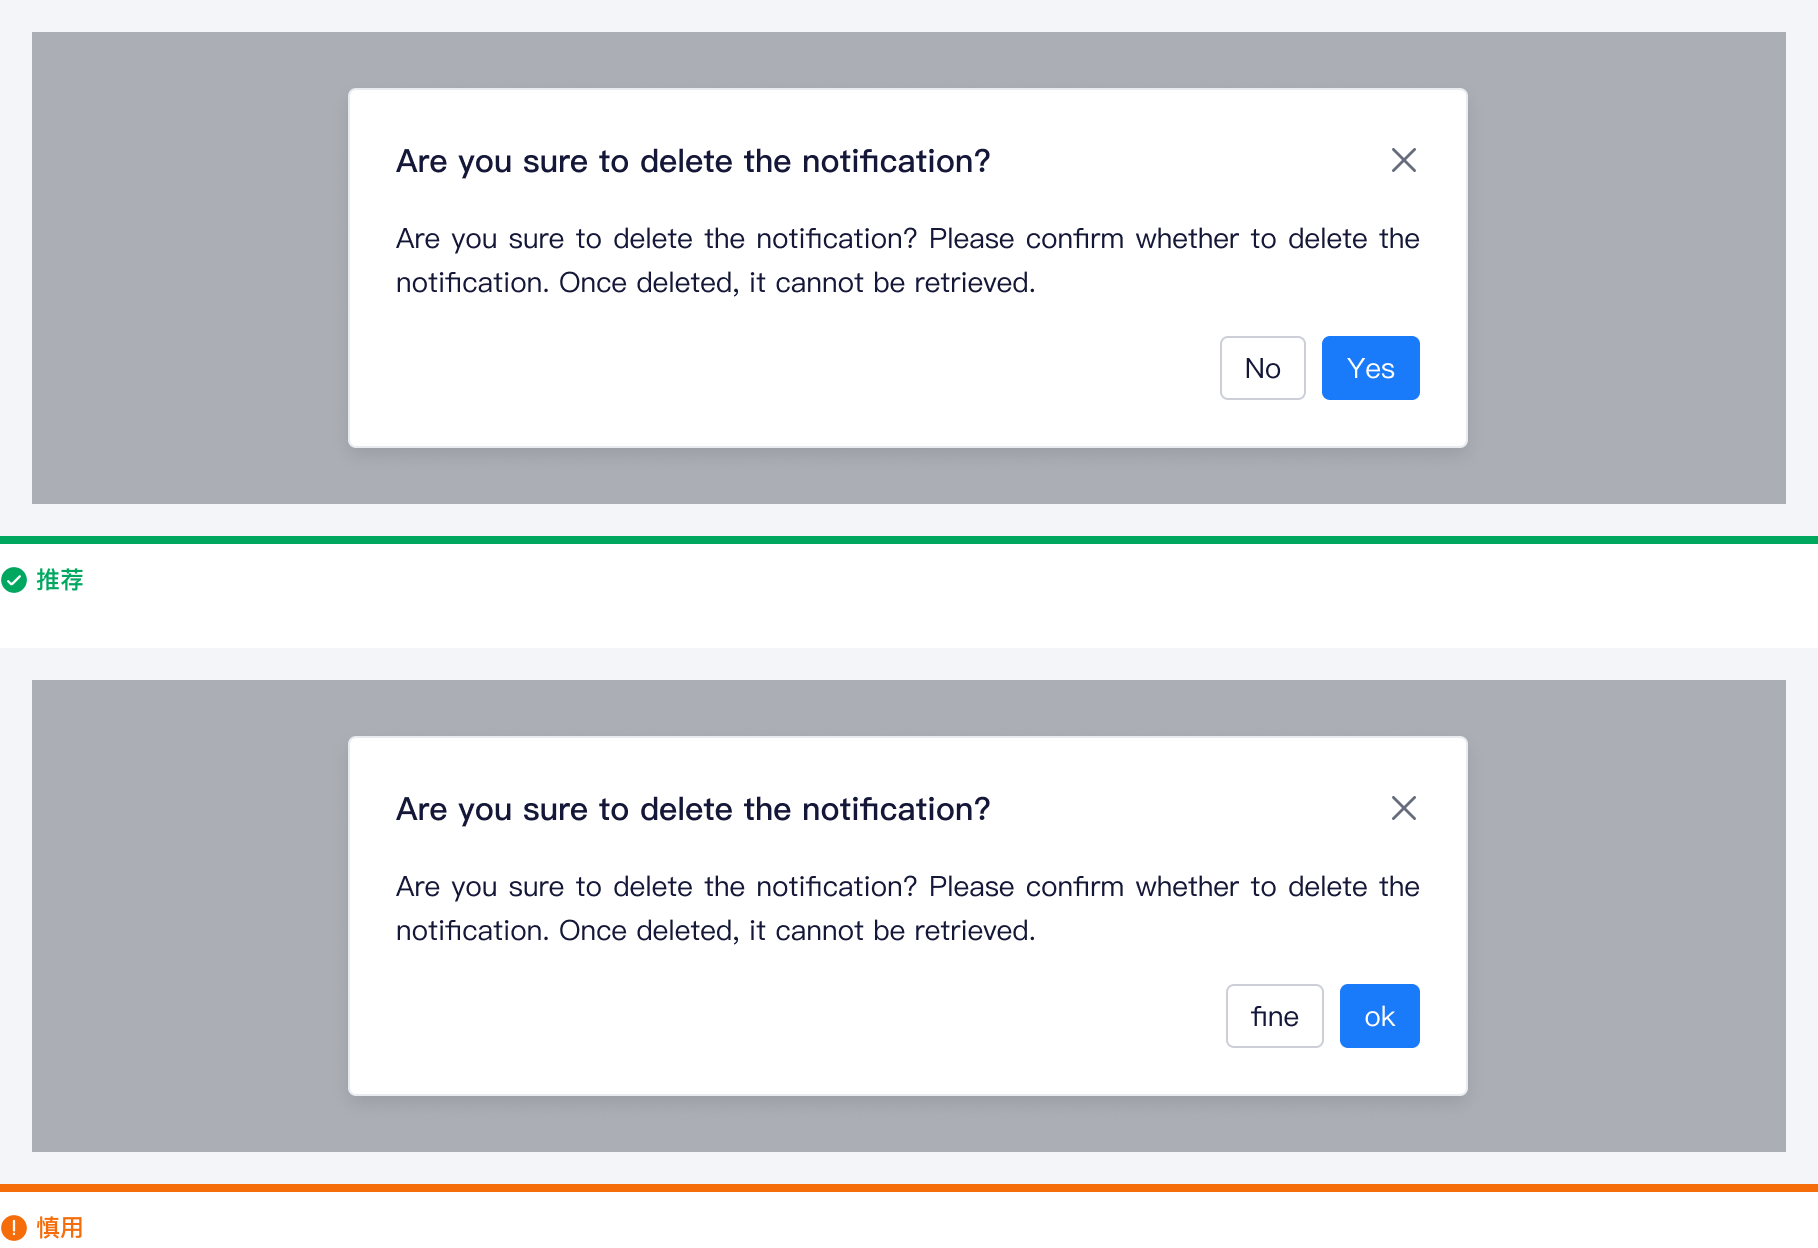 Are you sure to delete the notification?
Are you sure to delete the notification? Please confirm whether to delete the
notification. Once deleted, it cannot be retrieved.
No Yes
推荐
Are you sure to delete the notification?
Are you sure to delete the notification? Please confirm whether to delete the
notification. Once deleted, it cannot be retrieved.
fine ok
慎用